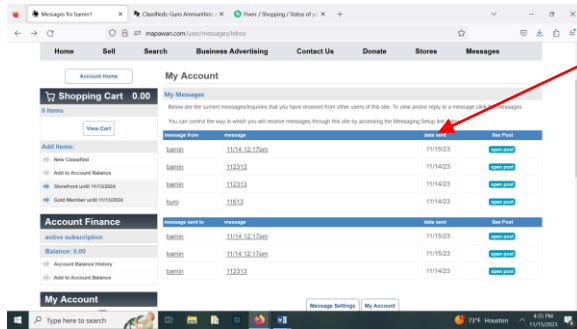 Messages for bamin1
Classifieds: Guns Ammunition
Fiverr / Shopping / Status of yo
mapawan.com/user/messages/inbox
Home Sell Search Business Advertising Contact Us Donate Stores Messages
Account Home
My Account
Shopping Cart 0.00
0 Items
View Cart
Add Items:
New Classified
Add to Account Balance
Storefront until 11/13/2024
Gold Member until 11/13/2024
Account Finance
active subscription
Balance: 0.00
Account Balance History
Add to Account Balance
My Account
My Messages
Below are the current messages/inquiries that you have received from other users of this site. To view and/or reply to a message click the messages.
You can control the way in which you will receive messages through this site by accessing the Messaging Setup link
message from message date sent See Post
bamin 11/14 12:17pm 11/15/23 open post
bamin 112313 11/14/23 open post
bamin 112313 11/14/23 open post
kuro 11613 11/14/23 open post
message sent to message date sent See Post
bamin 11/14 12:17pm 11/15/23 open post
bamin 11/14 12:17pm 11/15/23 open post
bamin 112313 11/14/23 open post
Message Settings My Account
Type here to search
73°F Houston
4:35 PM
11/15/2023